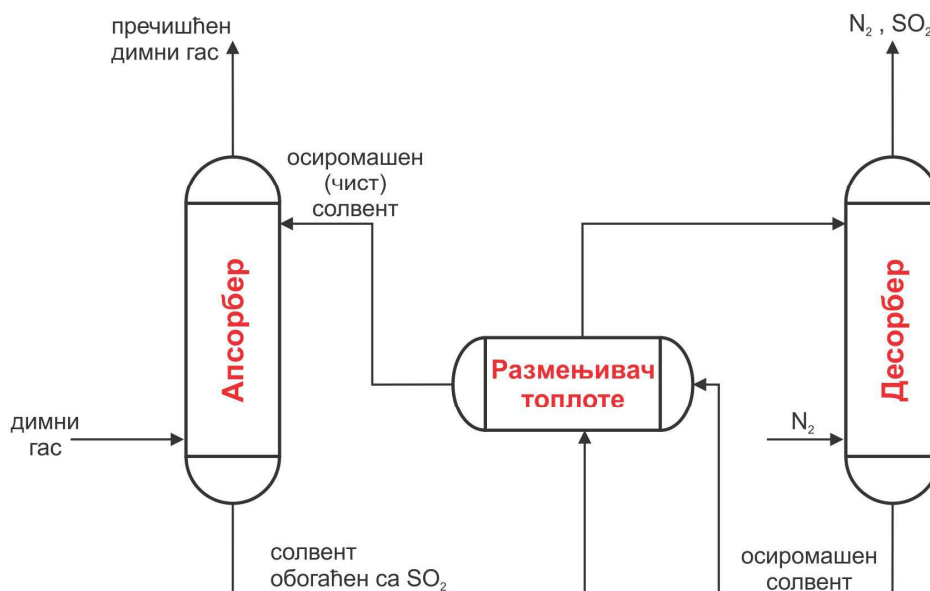 пречишћен
димни гас
N₂ , SO₂
осиромашен
(чист)
солвент
Апсорбер
Размењивач
топлоте
Десорбер
димни
гас
N₂
солвент
обогаћен са SO₂
осиромашен
солвент